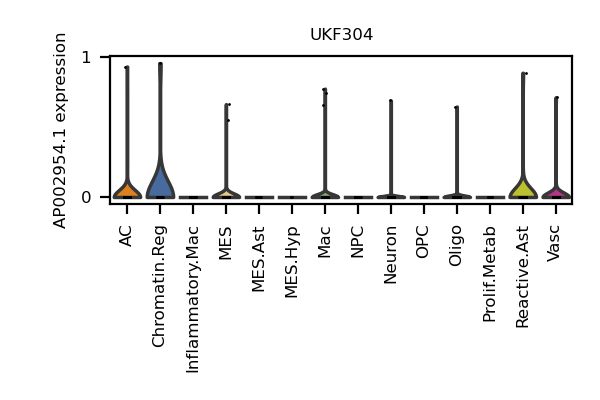 UKF304
AP002954.1 expression
1
0
AC
Chromatin.Reg
Inflammatory.Mac
MES
MES.Ast
MES.Hyp
Mac
NPC
Neuron
OPC
Oligo
Prolif.Metab
Reactive.Ast
Vasc